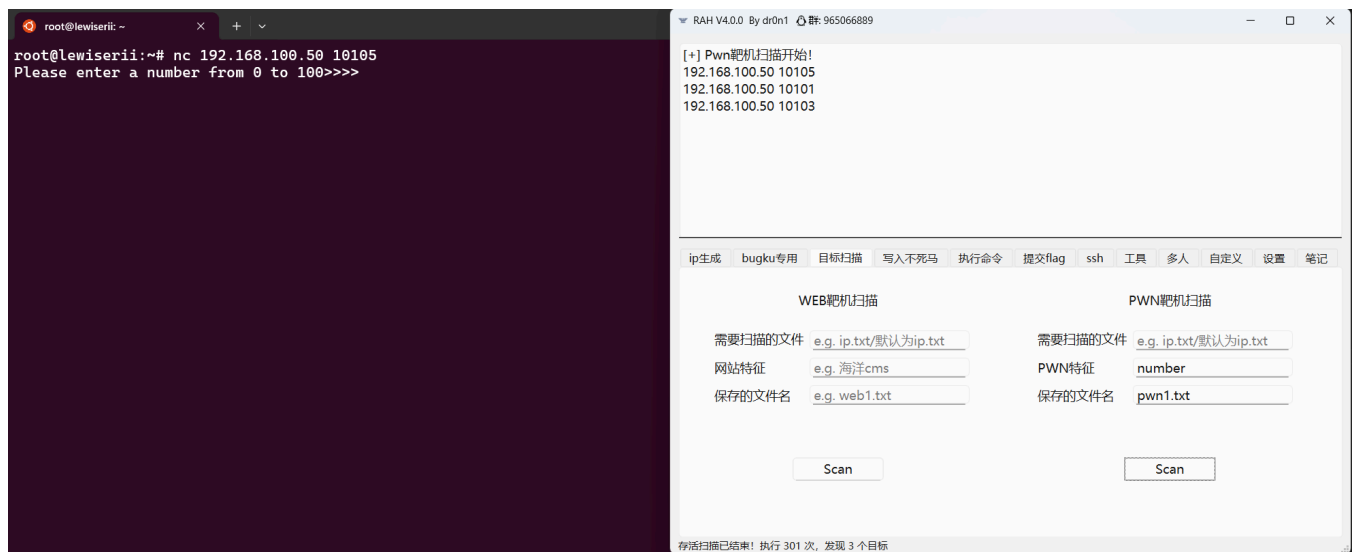 root@lewiserii: ~
root@lewiserii:~# nc 192.168.100.50 10105
Please enter a number from 0 to 100>>>>
RAH V4.0.0 By dr0n1 群: 965066889
[+] Pwn靶机扫描开始!
192.168.100.50 10105
192.168.100.50 10101
192.168.100.50 10103
ip生成 bugku专用 目标扫描 写入不死马 执行命令 提交flag ssh 工具 多人 自定义 设置 笔记
WEB靶机扫描
需要扫描的文件 e.g. ip.txt/默认为ip.txt
网站特征 e.g. 海洋cms
保存的文件名 e.g. web1.txt
Scan
PWN靶机扫描
需要扫描的文件 e.g. ip.txt/默认为ip.txt
PWN特征 number
保存的文件名 pwn1.txt
Scan
存活扫描已结束! 执行 301 次, 发现 3 个目标